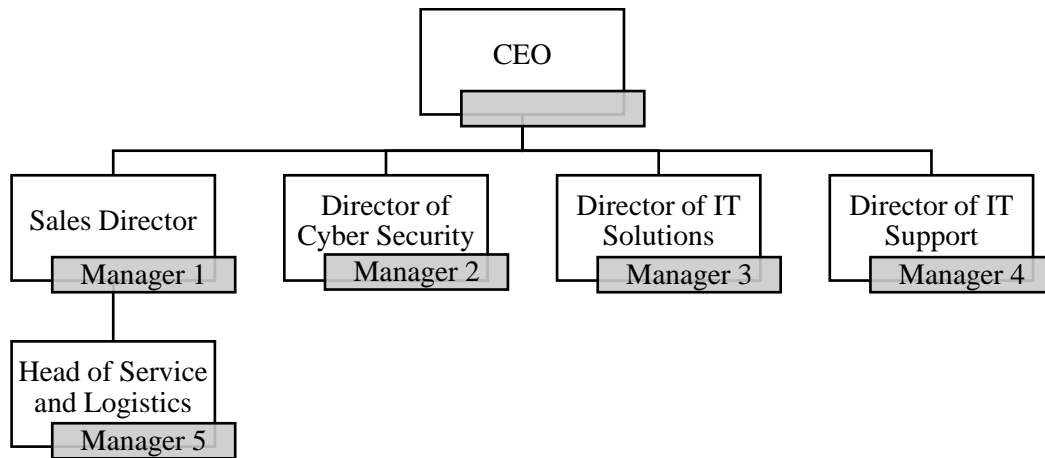 CEO
Sales Director
Manager 1
Director of
Cyber Security
Manager 2
Director of IT
Solutions
Manager 3
Director of IT
Support
Manager 4
Head of Service
and Logistics
Manager 5